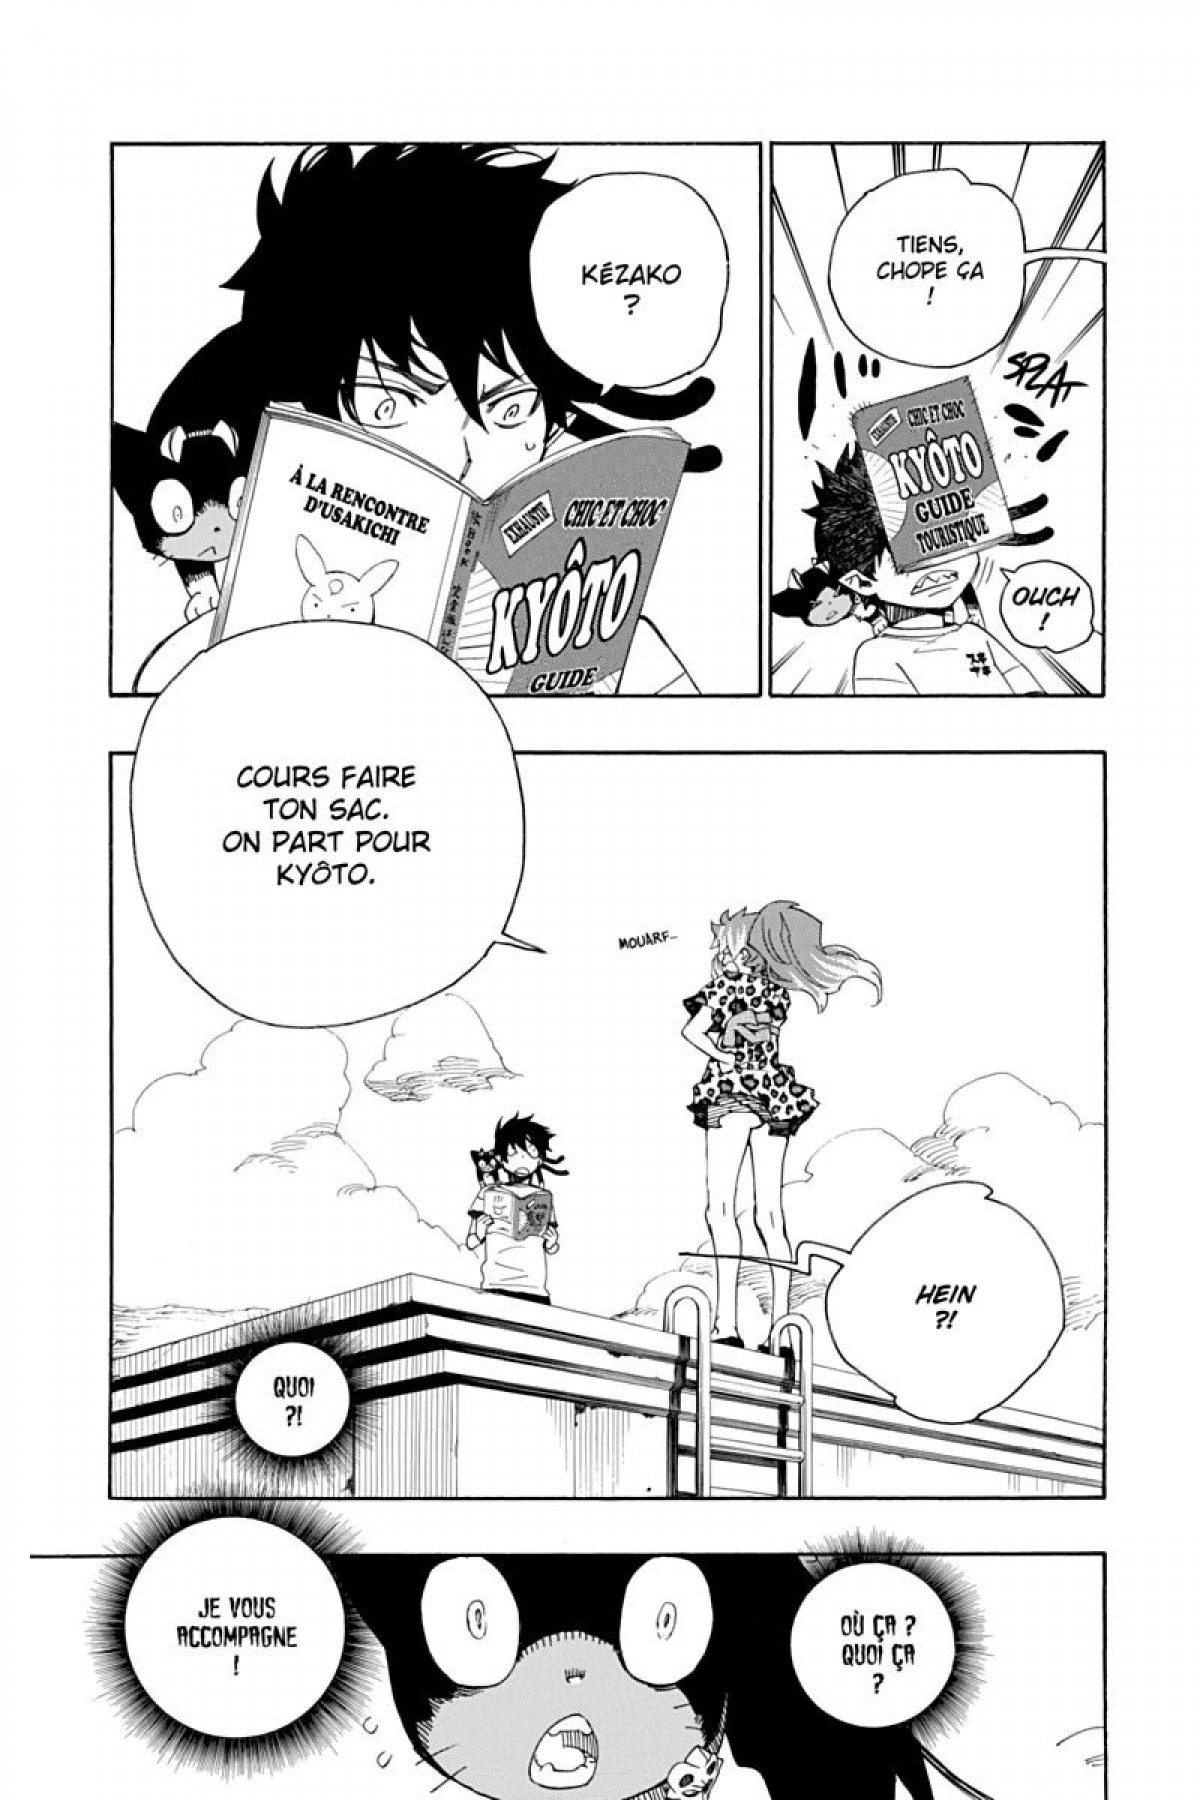 TIENS,
CHOPE ÇA
!
SPLAT
EXHAUSTIF
CHIC ET CHOC
KYÔTO
GUIDE
TOURISTIQUE
OUCH
!
KÉZAKO
?
À LA RENCONTRE
D'USAKICHI
EXHAUSTIF
CHIC ET CHOC
KYÔTO
GUIDE
COURS FAIRE
TON SAC.
ON PART POUR
KYÔTO.
MOUARF~
HEIN
?!
QUOI
?!
OÙ ÇA ?
QUOI ÇA
?
JE VOUS
ACCOMPAGNE
!